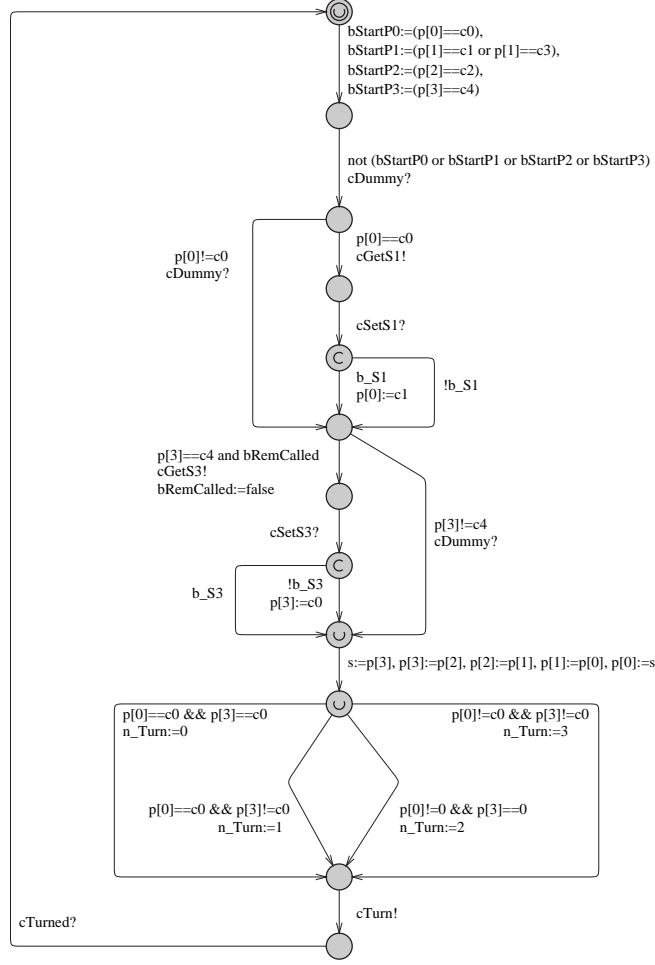 bStartP0:=(p[0]==c0),
bStartP1:=(p[1]==c1 or p[1]==c3),
bStartP2:=(p[2]==c2),
bStartP3:=(p[3]==c4)
not (bStartP0 or bStartP1 or bStartP2 or bStartP3)
cDummy?
p[0]!=c0
cDummy?
p[0]==c0
cGetS1!
cSetS1?
C
b_S1
p[0]:=c1
!b_S1
p[3]==c4 and bRemCalled
cGetS3!
bRemCalled:=false
p[3]!=c4
cDummy?
cSetS3?
C
b_S3
!b_S3
p[3]:=c0
s:=p[3], p[3]:=p[2], p[2]:=p[1], p[1]:=p[0], p[0]:=s
p[0]==c0 && p[3]==c0
n_Turn:=0
p[0]!=c0 && p[3]!=c0
n_Turn:=3
p[0]==c0 && p[3]!=c0
n_Turn:=1
p[0]!=0 && p[3]==0
n_Turn:=2
cTurn!
cTurned?